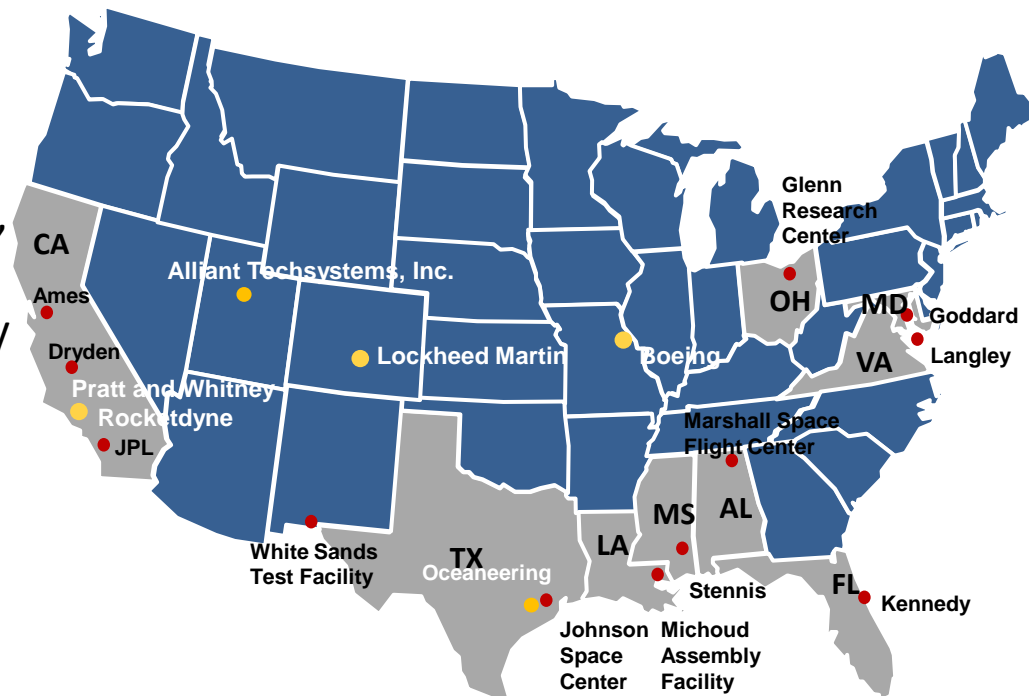 Glenn
Research
Center
CA
Alliant Techsystems, Inc.
Ames
OH
MD
Goddard
Dryden
Lockheed Martin
Boeing
Langley
VA
Pratt and Whitney
Rocketdyne
JPL
Marshall Space
Flight Center
MS
AL
White Sands
Test Facility
TX
LA
Oceaneering
Stennis
FL
Kennedy
Johnson
Space
Center
Michoud
Assembly
Facility